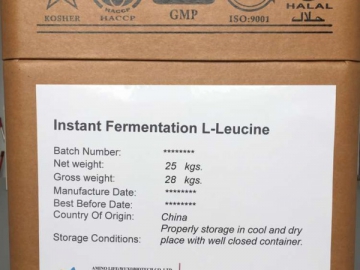 KOSHER
HACCP
HACCP
GMP
ISO:9001
HALAL
حلال
Instant Fermentation L-Leucine
Batch Number: ********
Net weight: 25 kgs.
Gross weight: 28 kgs.
Manufacture Date: ********
Best Before Date: ********
Country Of Origin: China
Storage Conditions: Properly storage in cool and dry
place with well closed container.